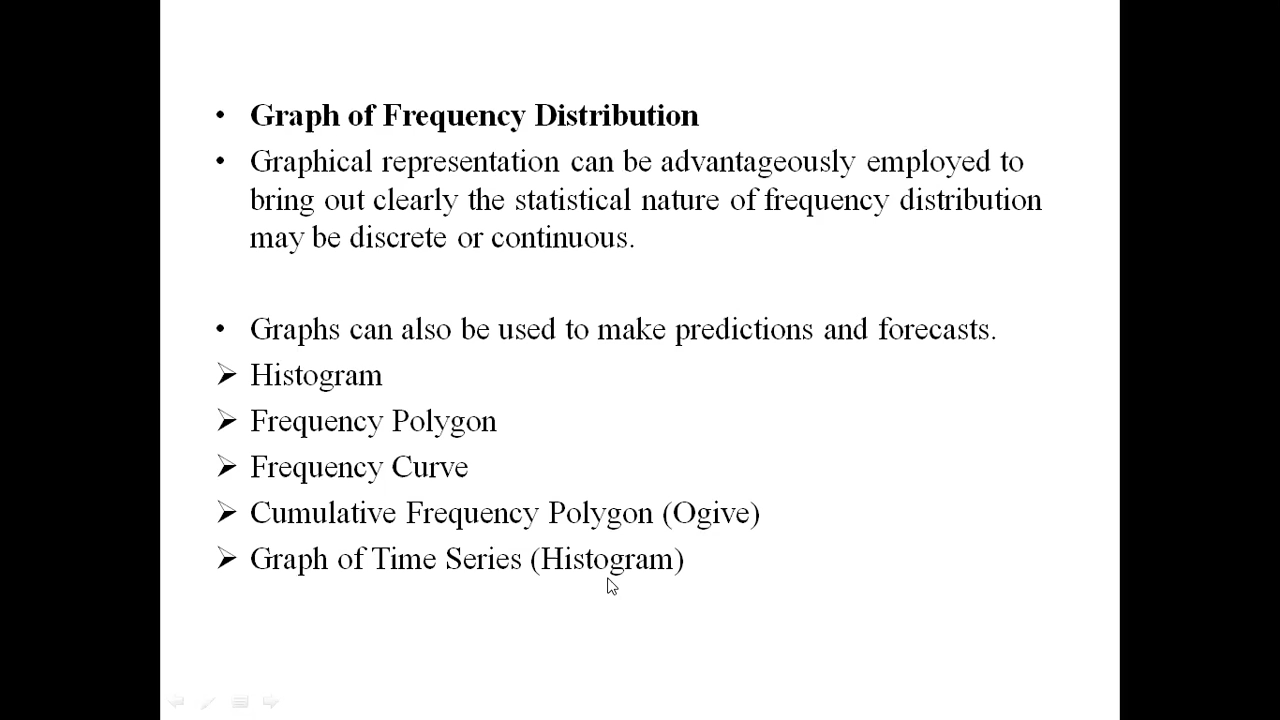 • Graph of Frequency Distribution
• Graphical representation can be advantageously employed to
bring out clearly the statistical nature of frequency distribution
may be discrete or continuous.
• Graphs can also be used to make predictions and forecasts.
➢ Histogram
➢ Frequency Polygon
➢ Frequency Curve
➢ Cumulative Frequency Polygon (Ogive)
➢ Graph of Time Series (Histogram)